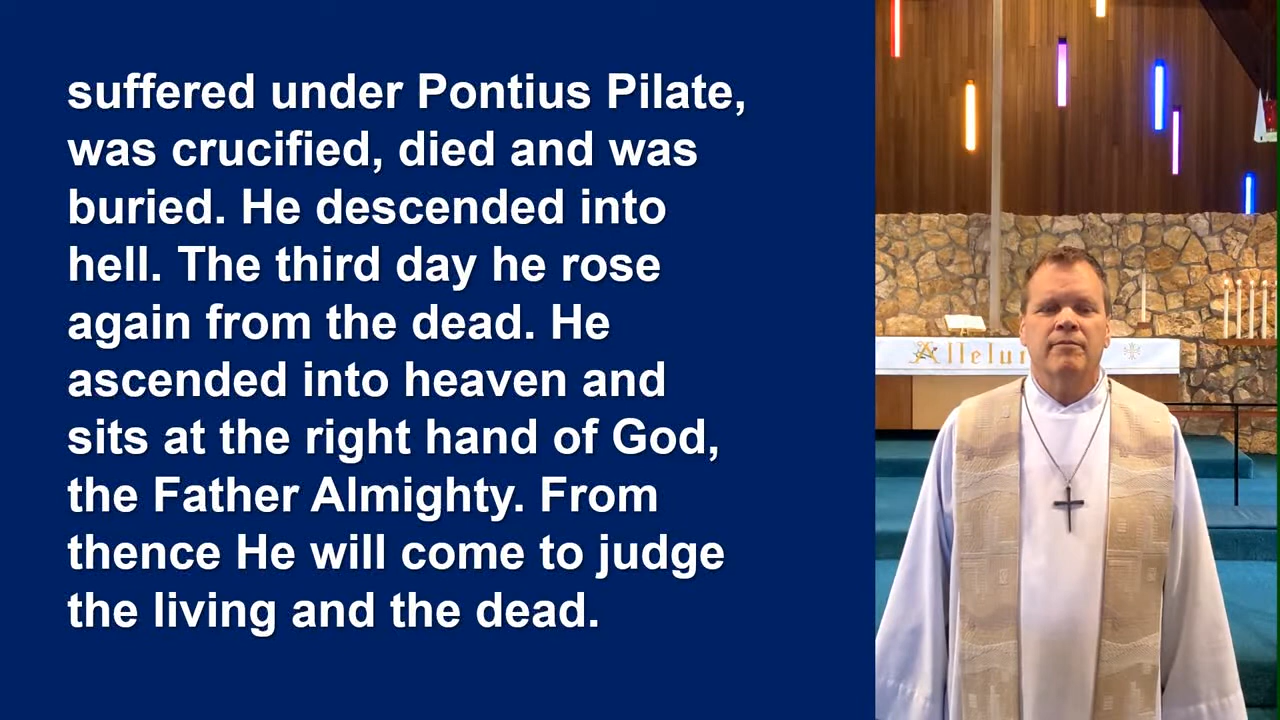 suffered under Pontius Pilate,
was crucified, died and was
buried. He descended into
hell. The third day he rose
again from the dead. He
ascended into heaven and
sits at the right hand of God,
the Father Almighty. From
thence He will come to judge
the living and the dead.